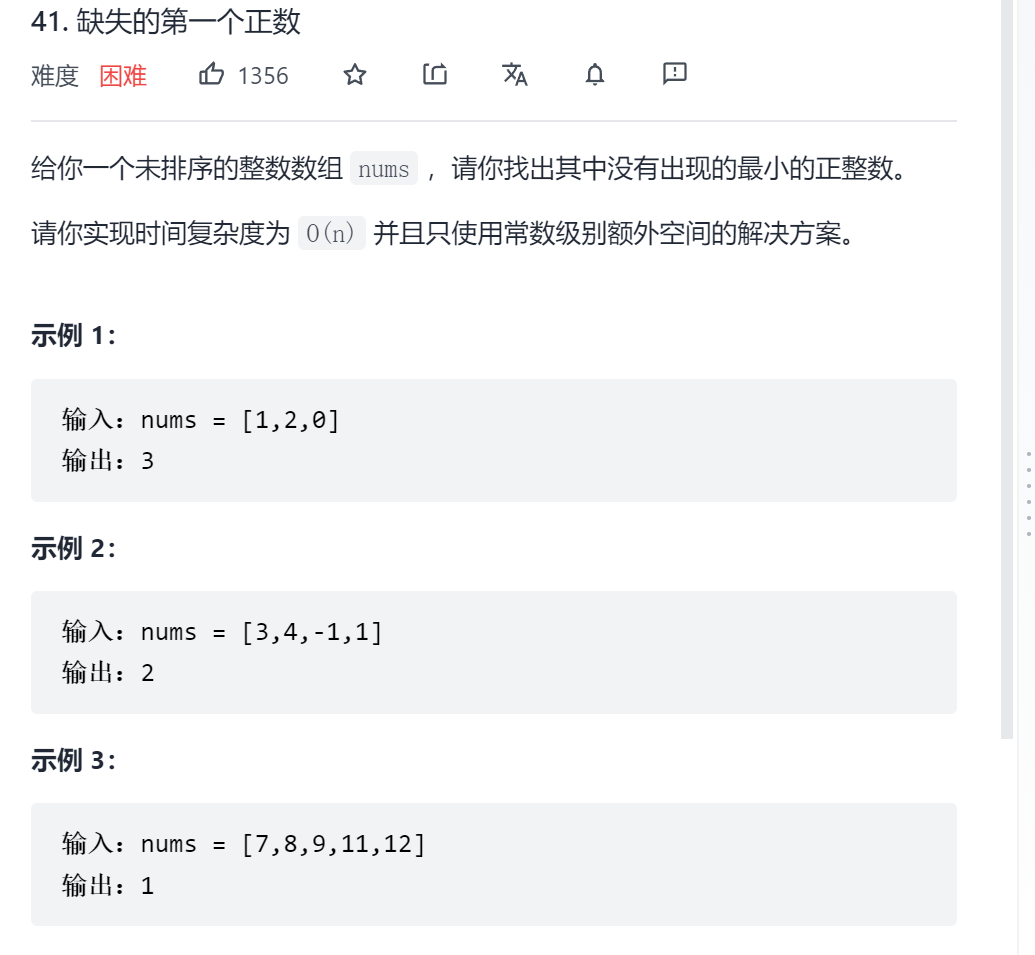 41. 缺失的第一个正数
难度 困难 1356
给你一个未排序的整数数组 nums ，请你找出其中没有出现的最小的正整数。
请你实现时间复杂度为 O(n) 并且只使用常数级别额外空间的解决方案。
示例 1：
输入：nums = [1,2,0]
输出：3
示例 2：
输入：nums = [3,4,-1,1]
输出：2
示例 3：
输入：nums = [7,8,9,11,12]
输出：1